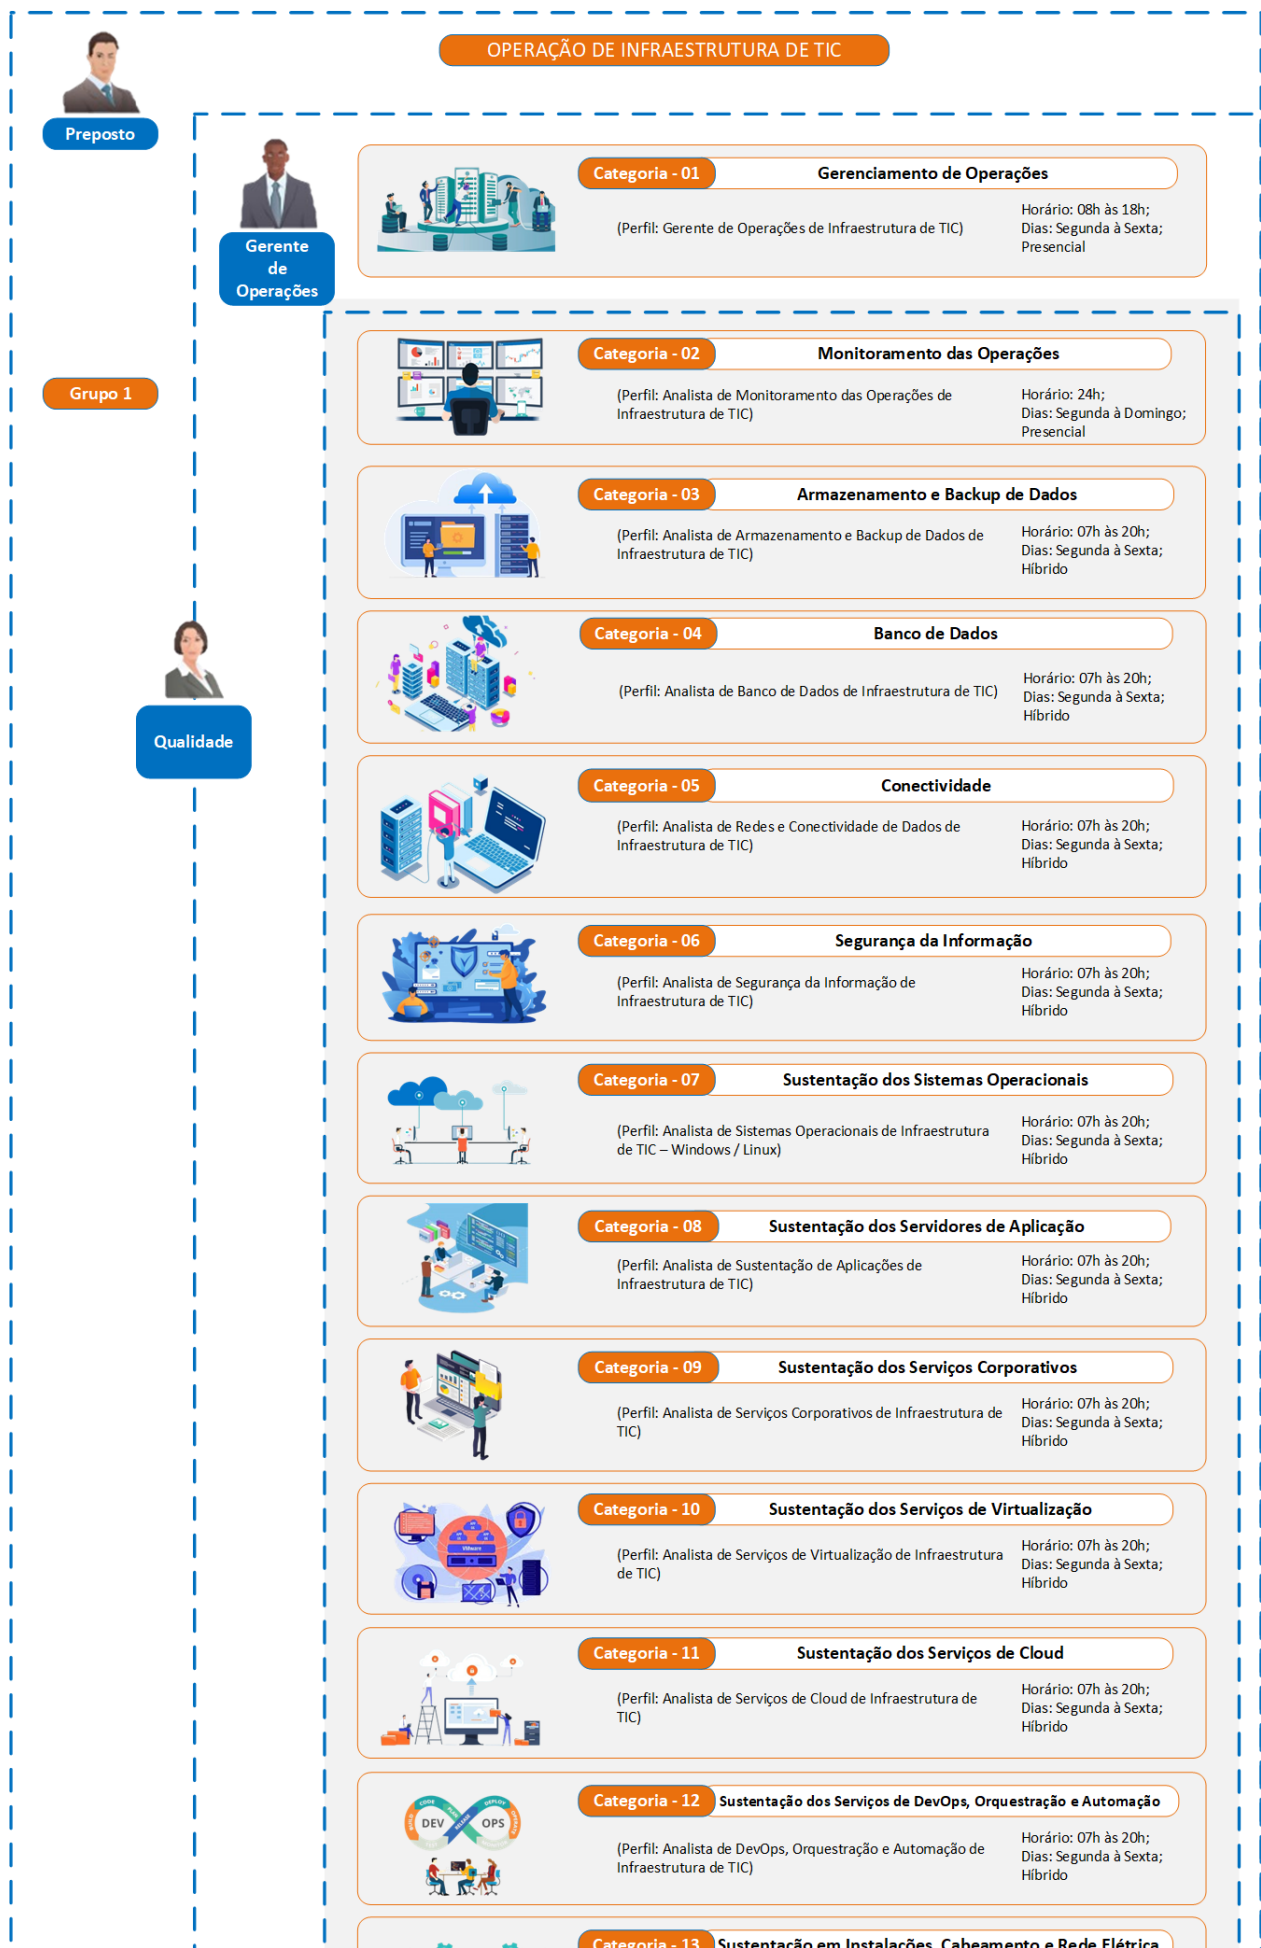 OPERAÇÃO DE INFRAESTRUTURA DE TIC
Preposto
Gerente
de
Operações
Categoria - 01
Gerenciamento de Operações
(Perfil: Gerente de Operações de Infraestrutura de TIC)
Horário: 08h às 18h;
Dias: Segunda à Sexta;
Presencial
Grupo 1
Categoria - 02
Monitoramento das Operações
(Perfil: Analista de Monitoramento das Operações de
Infraestrutura de TIC)
Horário: 24h;
Dias: Segunda à Domingo;
Presencial
Categoria - 03
Armazenamento e Backup de Dados
(Perfil: Analista de Armazenamento e Backup de Dados de
Infraestrutura de TIC)
Horário: 07h às 20h;
Dias: Segunda à Sexta;
Híbrido
Qualidade
Categoria - 04
Banco de Dados
(Perfil: Analista de Banco de Dados de Infraestrutura de TIC)
Horário: 07h às 20h;
Dias: Segunda à Sexta;
Híbrido
Categoria - 05
Conectividade
(Perfil: Analista de Redes e Conectividade de Dados de
Infraestrutura de TIC)
Horário: 07h às 20h;
Dias: Segunda à Sexta;
Híbrido
Categoria - 06
Segurança da Informação
(Perfil: Analista de Segurança da Informação de
Infraestrutura de TIC)
Horário: 07h às 20h;
Dias: Segunda à Sexta;
Híbrido
Categoria - 07
Sustentação dos Sistemas Operacionais
(Perfil: Analista de Sistemas Operacionais de Infraestrutura
de TIC – Windows / Linux)
Horário: 07h às 20h;
Dias: Segunda à Sexta;
Híbrido
Categoria - 08
Sustentação dos Servidores de Aplicação
(Perfil: Analista de Sustentação de Aplicações de
Infraestrutura de TIC)
Horário: 07h às 20h;
Dias: Segunda à Sexta;
Híbrido
Categoria - 09
Sustentação dos Serviços Corporativos
(Perfil: Analista de Serviços Corporativos de Infraestrutura de
TIC)
Horário: 07h às 20h;
Dias: Segunda à Sexta;
Híbrido
Categoria - 10
Sustentação dos Serviços de Virtualização
VMware
(Perfil: Analista de Serviços de Virtualização de Infraestrutura
de TIC)
Horário: 07h às 20h;
Dias: Segunda à Sexta;
Híbrido
Categoria - 11
Sustentação dos Serviços de Cloud
(Perfil: Analista de Serviços de Cloud de Infraestrutura de
TIC)
Horário: 07h às 20h;
Dias: Segunda à Sexta;
Híbrido
Categoria - 12
Sustentação dos Serviços de DevOps, Orquestração e Automação
CODE
DEPLOY
BUILD
PLAN
RELEASE
OPERATE
DEV
OPS
(Perfil: Analista de DevOps, Orquestração e Automação de
Infraestrutura de TIC)
Horário: 07h às 20h;
Dias: Segunda à Sexta;
Híbrido
Categoria - 13
Sustentação em Instalações, Cabeamento e Rede Elétrica